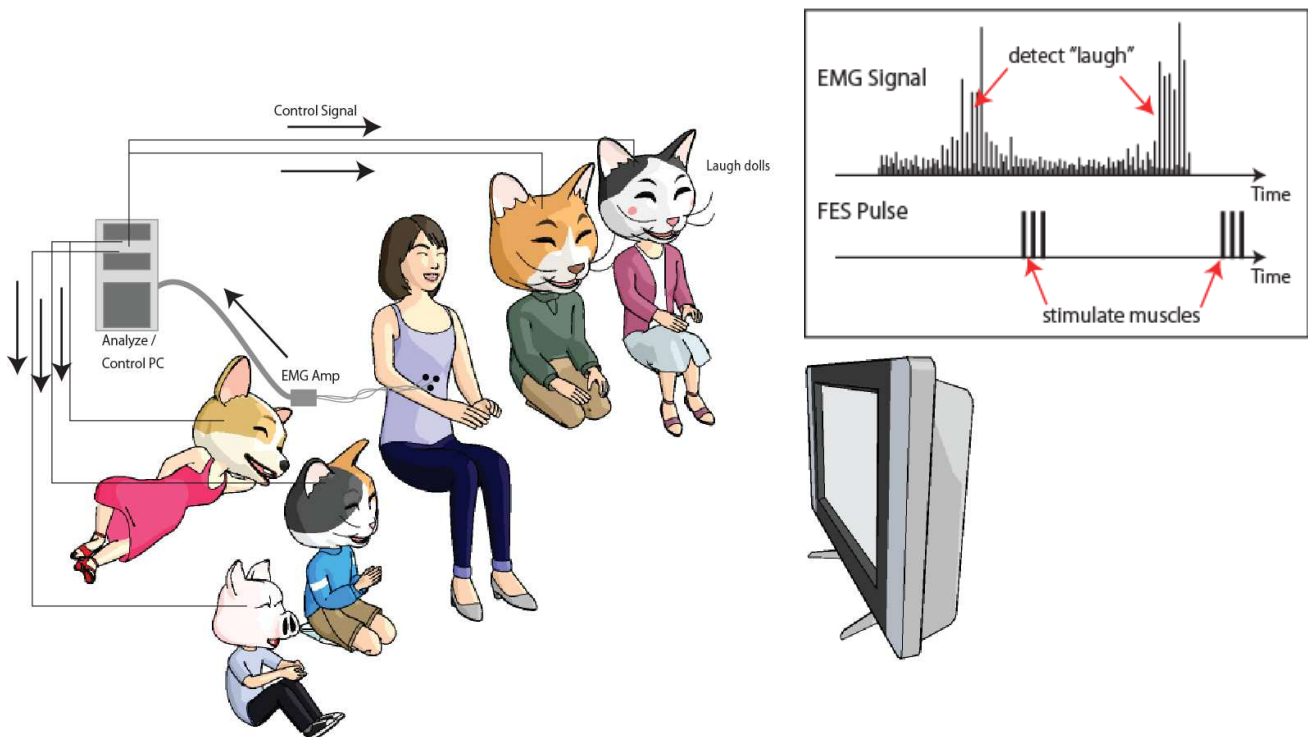 Control Signal
Laugh dolls
Analyze /
Control PC
EMG Amp
EMG Signal
detect “laugh”
Time
FES Pulse
Time
stimulate muscles